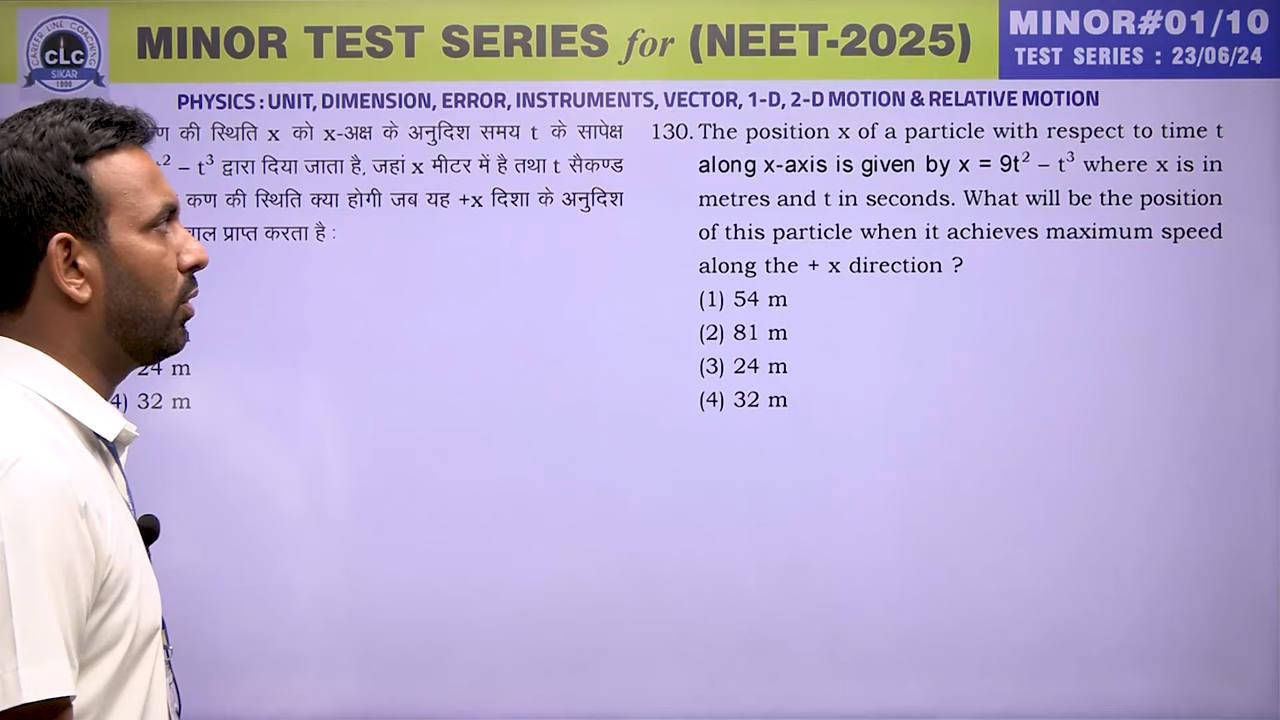 CAREER LINE COACHING
CLC
SIKAR
1996
MINOR TEST SERIES for (NEET-2025)
MINOR#01/10
TEST SERIES : 23/06/24
PHYSICS : UNIT, DIMENSION, ERROR, INSTRUMENTS, VECTOR, 1-D, 2-D MOTION & RELATIVE MOTION
की स्थिति x को x-अक्ष के अनुदिश समय t के सापेक्ष
– t³ द्वारा दिया जाता है, जहां x मीटर में है तथा t सैकण्ड
कण की स्थिति क्या होगी जब यह +x दिशा के अनुदिश
प्राप्त करता है :
24 m
4) 32 m
130. The position x of a particle with respect to time t
along x-axis is given by x = 9t² – t³ where x is in
metres and t in seconds. What will be the position
of this particle when it achieves maximum speed
along the + x direction ?
(1) 54 m
(2) 81 m
(3) 24 m
(4) 32 m